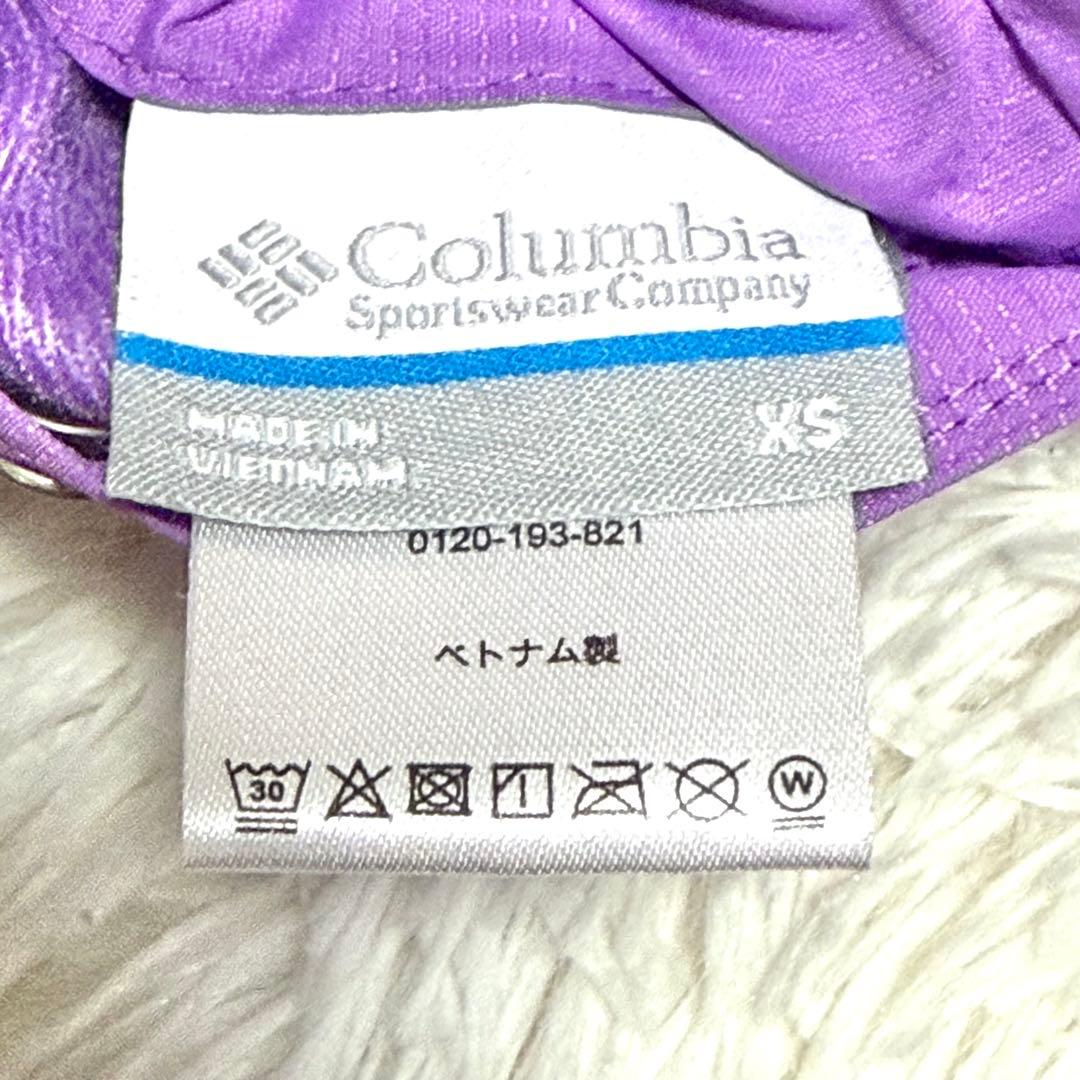 Columbia
Sportswear Company
MADE IN
VIETNAM
XS
0120-193-821
ベトナム製
30
W